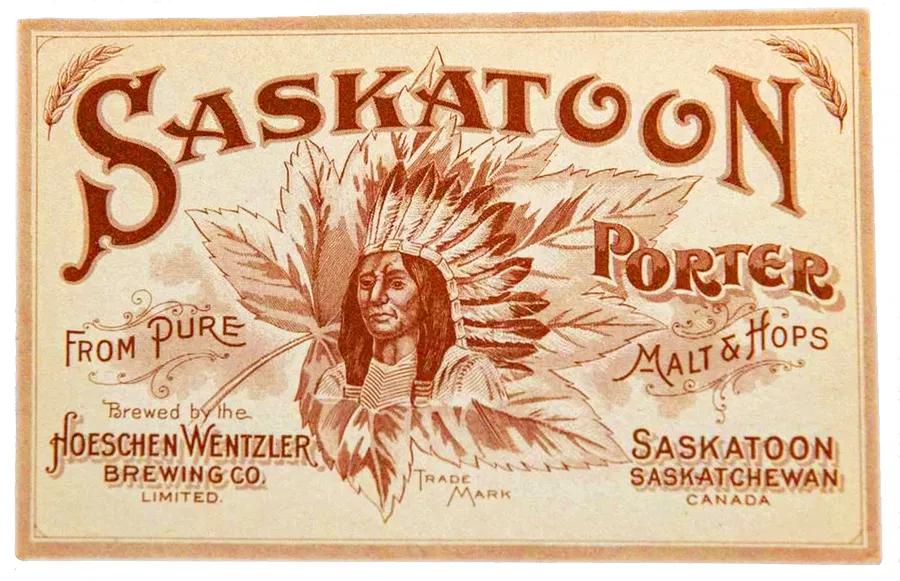 SASKATOON
PORTER
FROM PURE
MALT & HOPS
Brewed by the
HOESCHEN WENTZLER
BREWING CO.
LIMITED.
TRADE
MARK
SASKATOON
SASKATCHEWAN
CANADA